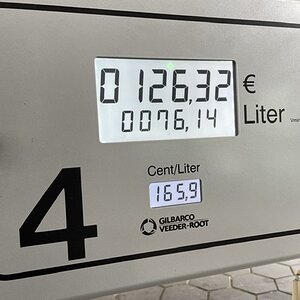 0126,32 €
0076,14 Liter
Cent/Liter
165,9
4
GILBARCO
VEEDER-ROOT